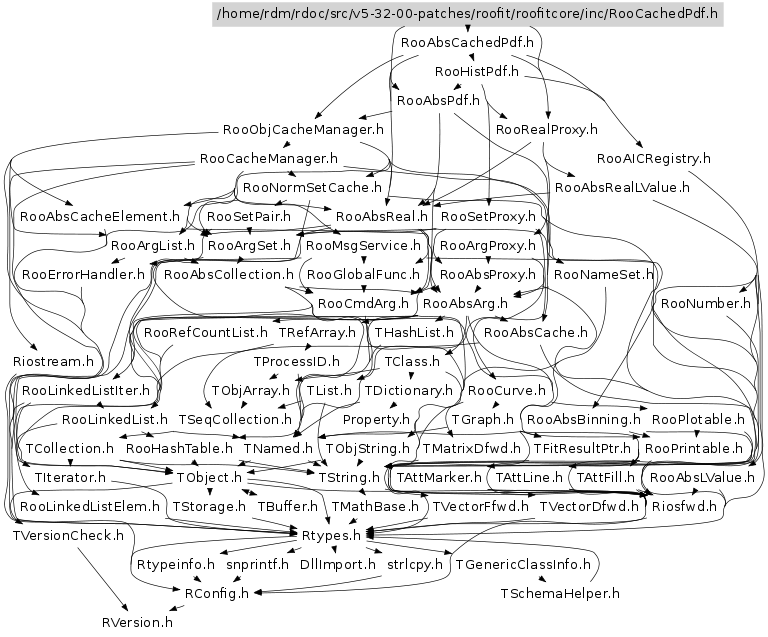 /home/rdm/rdoc/src/v5-32-00-patches/roofit/roofitcore/inc/RooCachedPdf.h
RooAbsCachedPdf.h
RooHistPdf.h
RooAbsPdf.h
RooObjCacheManager.h RooRealProxy.h
RooCacheManager.h RooAICRegistry.h
RooNormSetCache.h RooAbsRealLValue.h
RooAbsCacheElement.h RooSetPair.h RooAbsReal.h RooSetProxy.h
RooArgList.h RooArgSet.h RooMsgService.h RooArgProxy.h
RooErrorHandler.h RooAbsCollection.h RooGlobalFunc.h RooAbsProxy.h RooNameSet.h
RooCmdArg.h RooAbsArg.h RooNumber.h
RooRefCountList.h TRefArray.h THashList.h RooAbsCache.h
Riostream.h TProcessID.h TClass.h
RooLinkedListIter.h TObjArray.h TList.h TDictionary.h RooCurve.h
RooLinkedList.h TSeqCollection.h Property.h TGraph.h RooAbsBinning.h RooPlotable.h
TCollection.h RooHashTable.h TNamed.h TObjString.h TMatrixDfwd.h TFitResultPtr.h RooPrintable.h
TIterator.h TObject.h TString.h TAttMarker.h TAttLine.h TAttFill.h RooAbsLValue.h
RooLinkedListElem.h TStorage.h TBuffer.h TMathBase.h TVectorFfwd.h TVectorDfwd.h Riosfwd.h
TVersionCheck.h Rtypes.h
Rtypeinfo.h snprintf.h DllImport.h strlcpy.h TGenericClassInfo.h
RConfig.h TSchemaHelper.h
RVersion.h